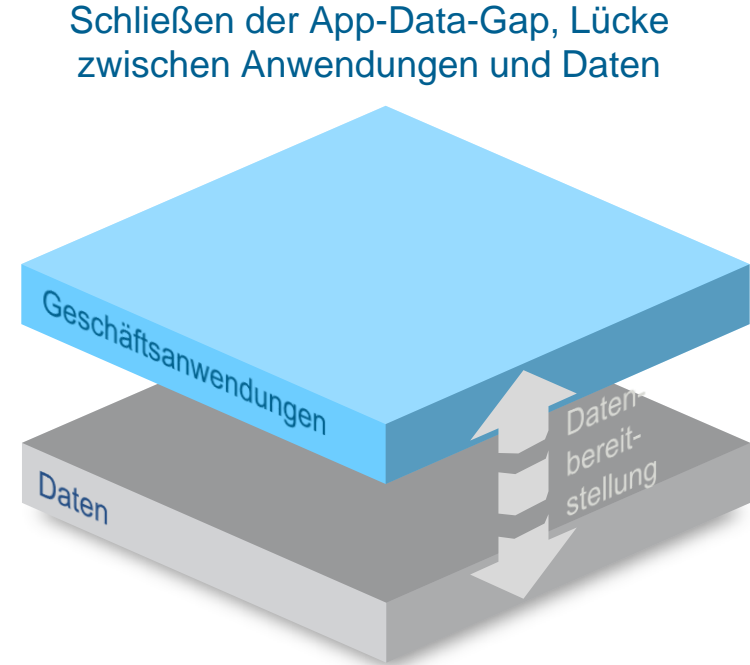 Schließen der App-Data-Gap, Lücke
zwischen Anwendungen und Daten
Geschäftsanwendungen
Daten-
bereit-
stellung
Daten